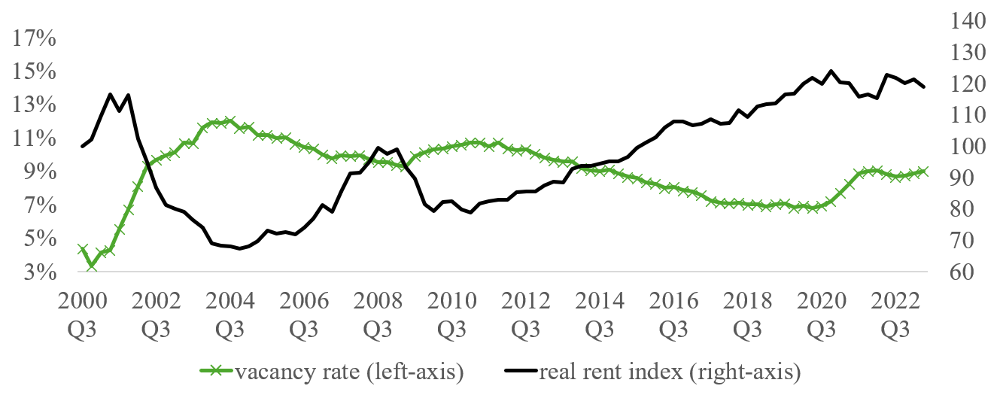 17%
15%
13%
11%
9%
7%
5%
3%
140
130
120
110
100
90
80
70
60
2000 Q3
2002 Q3
2004 Q3
2006 Q3
2008 Q3
2010 Q3
2012 Q3
2014 Q3
2016 Q3
2018 Q3
2020 Q3
2022 Q3
vacancy rate (left-axis)
real rent index (right-axis)